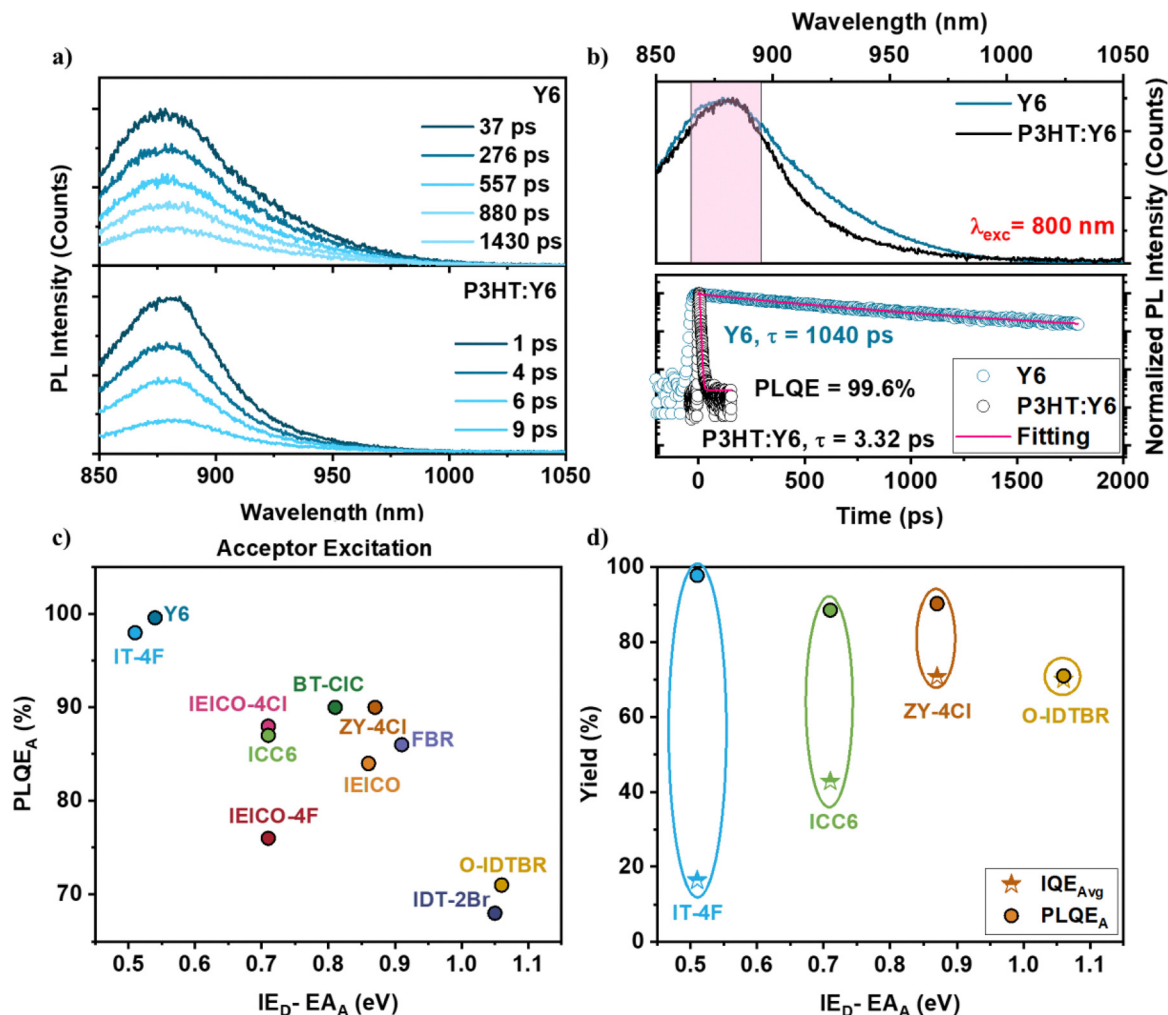 a)
Y6
37 ps
276 ps
557 ps
880 ps
1430 ps
P3HT:Y6
1 ps
4 ps
6 ps
9 ps
PL Intensity (Counts)
850 900 950 1000 1050
Wavelength (nm)
b)
Wavelength (nm)
850 900 950 1000 1050
Y6
P3HT:Y6
λexc= 800 nm
Y6, τ = 1040 ps
PLQE = 99.6%
P3HT:Y6, τ = 3.32 ps
Y6
P3HT:Y6
Fitting
Normalized PL Intensity (Counts)
0 500 1000 1500 2000
Time (ps)
c)
Acceptor Excitation
PLQEA (%)
100
90
80
70
Y6
IT-4F
IEICO-4Cl
ICC6
IEICO-4F
BT-CIC
ZY-4Cl
FBR
IEICO
O-IDTBR
IDT-2Br
0.5 0.6 0.7 0.8 0.9 1.0 1.1
IED- EAA (eV)
d)
Yield (%)
100
80
60
40
20
0
IT-4F
ICC6
ZY-4Cl
O-IDTBR
IQEAvg
PLQEA
0.5 0.6 0.7 0.8 0.9 1.0 1.1
IED- EAA (eV)